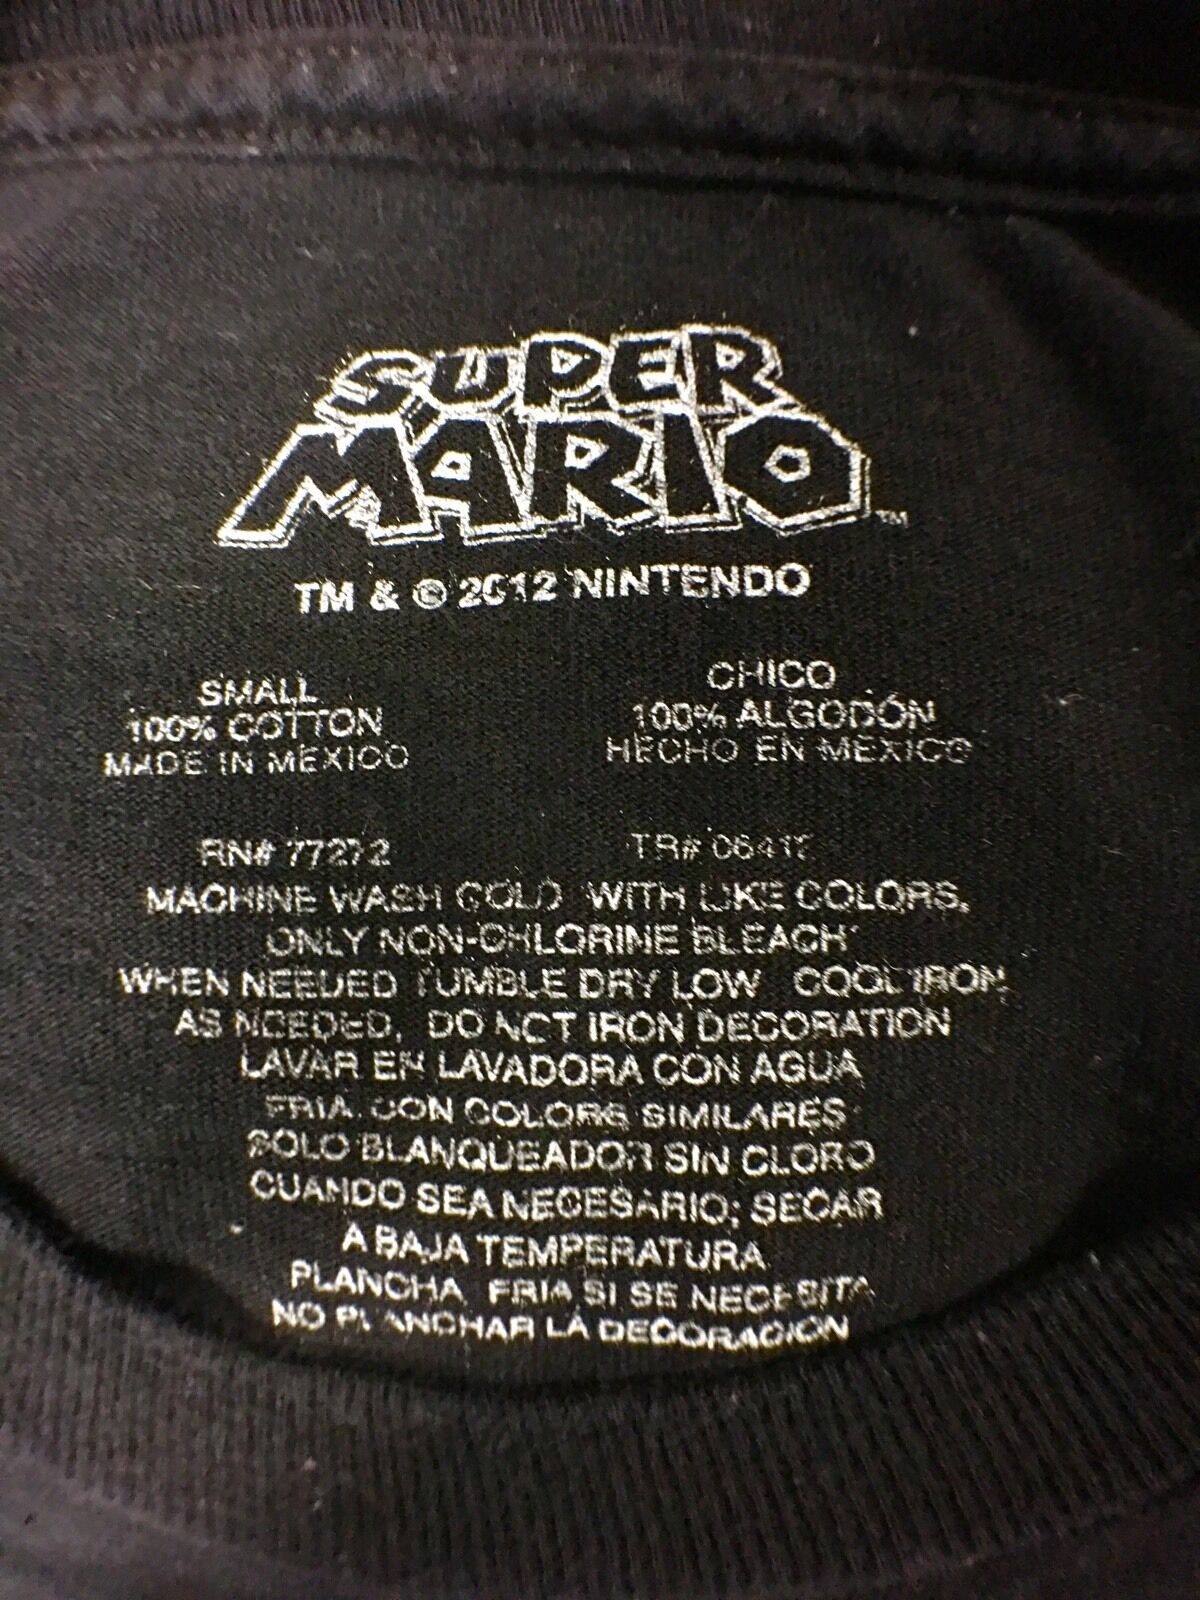 SUPER
MARIO™
TM & © 2012 NINTENDO
SMALL
100% COTTON
MADE IN MEXICO
CHICO
100% ALGODÓN
HECHO EN MEXICO
RN# 77272
TR#
MACHINE WASH COLD WITH LIKE COLORS,
ONLY NON-CHLORINE BLEACH
WHEN NEEDED TUMBLE DRY LOW COOL IRON
AS NEEDED, DO NOT IRON DECORATION
LAVAR EN LAVADORA CON AGUA
FRIA. CON COLORS SIMILARES
SOLO BLANQUEADOR SIN CLORO
CUANDO SEA NECESARIO; SECAR
A BAJA TEMPERATURA
PLANCHA FRIA SI SE NECESITA
NO PLANCHAR LA DECORACION